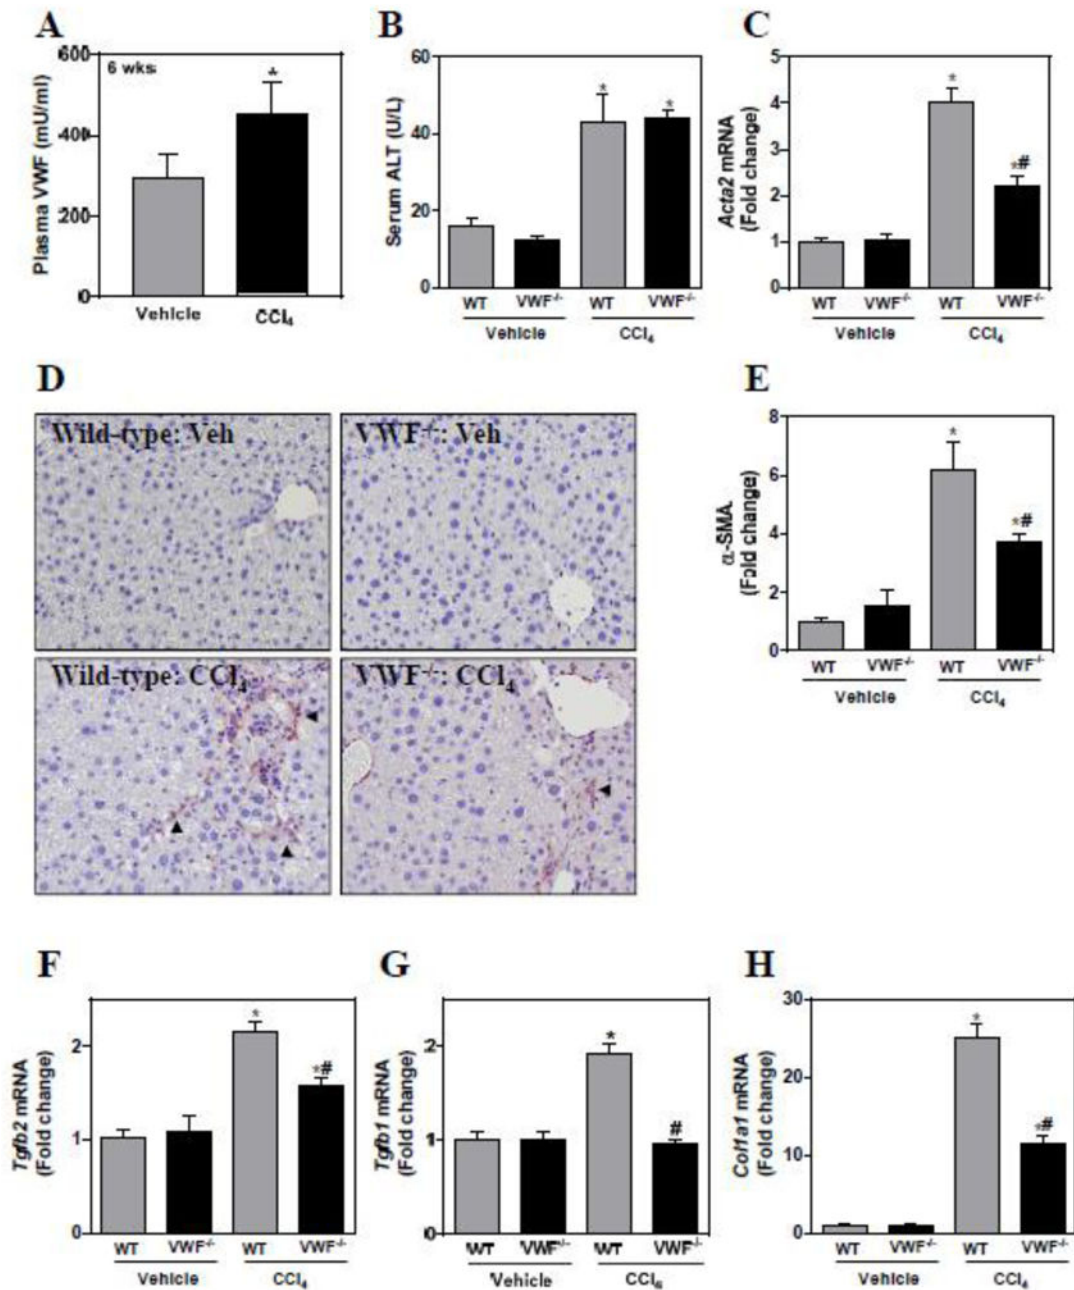 A
6 wks
Plasma VWF (mU/ml)
600
400
200
0
Vehicle
CCl₄
*
B
Serum ALT (U/L)
60
40
20
0
* *
WT VWF⁻/⁻ WT VWF⁻/⁻
Vehicle CCl₄
C
Acta2 mRNA
(Fold change)
5
4
3
2
1
0
* *#
WT VWF⁻/⁻ WT VWF⁻/⁻
Vehicle CCl₄
D
Wild-type: Veh
VWF⁻/⁻: Veh
Wild-type: CCl₄
VWF⁻/⁻: CCl₄
E
α-SMA
(Fold change)
8
6
4
2
0
* *#
WT VWF⁻/⁻ WT VWF⁻/⁻
Vehicle CCl₄
F
Tgfb2 mRNA
(Fold change)
2
1
0
* *#
WT VWF⁻/⁻ WT VWF⁻/⁻
Vehicle CCl₄
G
Tgfb1 mRNA
(Fold change)
2
1
0
* #
WT VWF⁻/⁻ WT VWF⁻/⁻
Vehicle CCl₆
H
Col1a1 mRNA
(Fold change)
30
20
10
0
* *#
WT VWF⁻/⁻ WT VWF⁻/⁻
Vehicle CCl₄